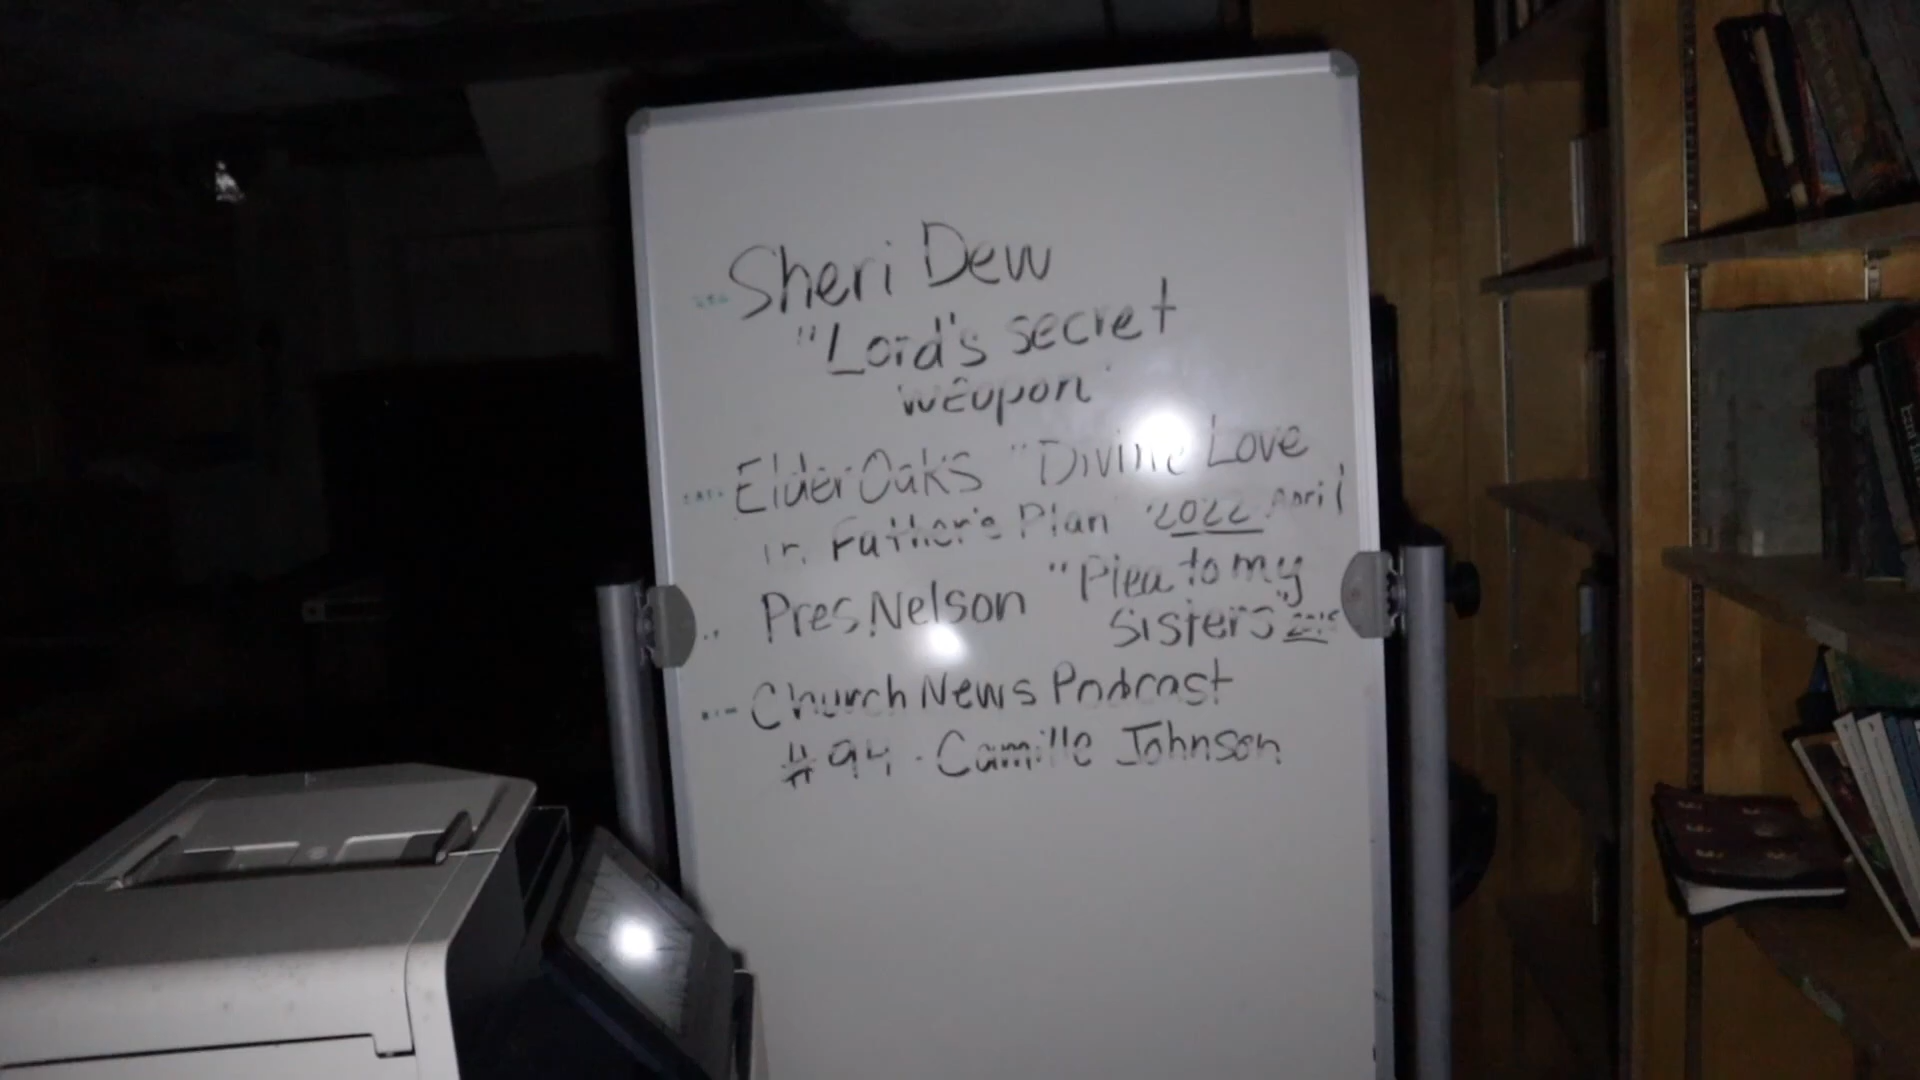 Sheri Dew
"Lord's secret
weapon"
Elder Oaks "Divine Love
in Father's Plan" 2022 April
Pres. Nelson "Plea to my
Sisters" 2015
Church News Podcast
#94 - Camille Johnson